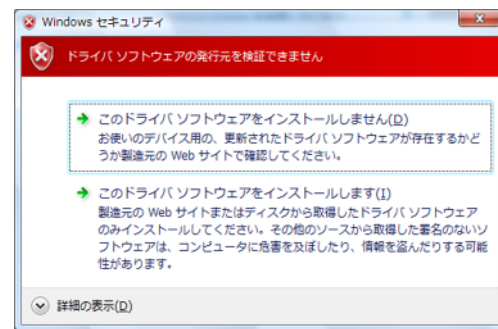 Windows セキュリティ
ドライバ ソフトウェアの発行元を検証できません
このドライバ ソフトウェアをインストールしません(D)
お使いのデバイス用の、更新されたドライバ ソフトウェアが存在するかど
うか製造元の Web サイトで確認してください。
このドライバ ソフトウェアをインストールします(I)
製造元の Web サイトまたはディスクから取得したドライバ ソフトウェア
のみインストールしてください。その他のソースから取得した署名のないソ
フトウェアは、コンピュータに危害を及ぼしたり、情報を盗んだりする可能
性があります。
詳細の表示(D)